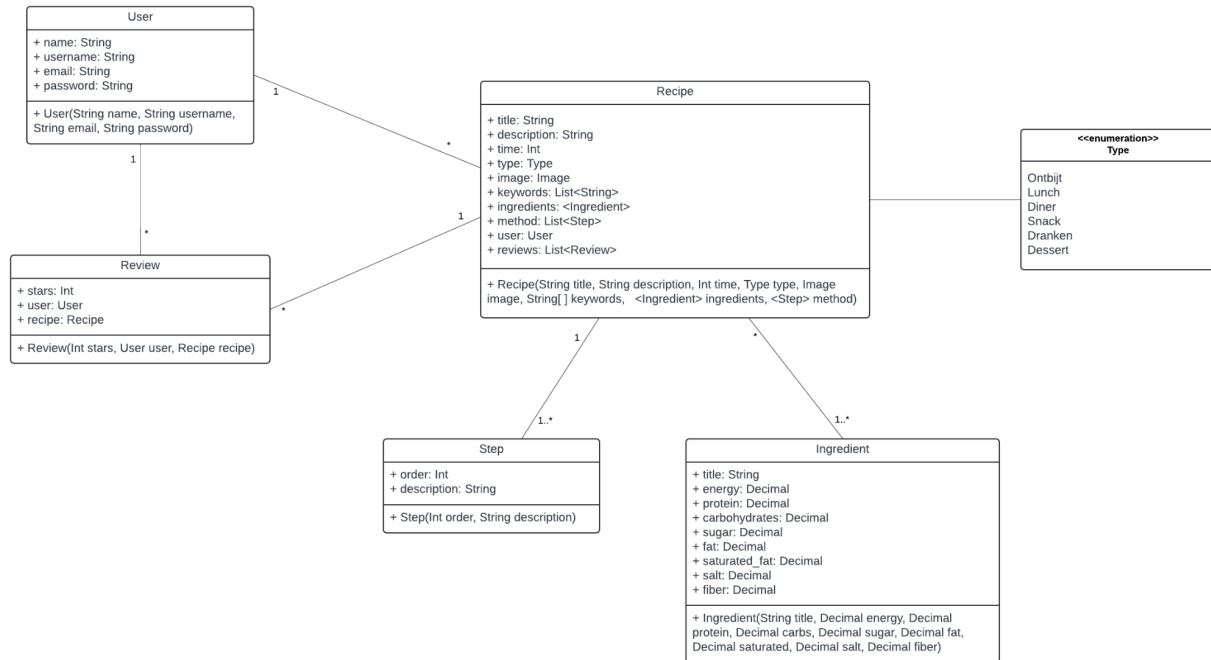 User
+ name: String
+ username: String
+ email: String
+ password: String
+ User(String name, String username,
String email, String password)
1
*
1
*
Review
+ stars: Int
+ user: User
+ recipe: Recipe
+ Review(Int stars, User user, Recipe recipe)
1
*
Recipe
+ title: String
+ description: String
+ time: Int
+ type: Type
+ image: Image
+ keywords: List<String>
+ ingredients: <Ingredient>
+ method: List<Step>
+ user: User
+ reviews: List<Review>
+ Recipe(String title, String description, Int time, Type type, Image
image, String[ ] keywords, <Ingredient> ingredients, <Step> method)
<<enumeration>>
Type
Ontbijt
Lunch
Diner
Snack
Dranken
Dessert
1
1..*
*
1..*
Step
+ order: Int
+ description: String
+ Step(Int order, String description)
Ingredient
+ title: String
+ energy: Decimal
+ protein: Decimal
+ carbohydrates: Decimal
+ sugar: Decimal
+ fat: Decimal
+ saturated_fat: Decimal
+ salt: Decimal
+ fiber: Decimal
+ Ingredient(String title, Decimal energy, Decimal
protein, Decimal carbs, Decimal sugar, Decimal fat,
Decimal saturated, Decimal salt, Decimal fiber)